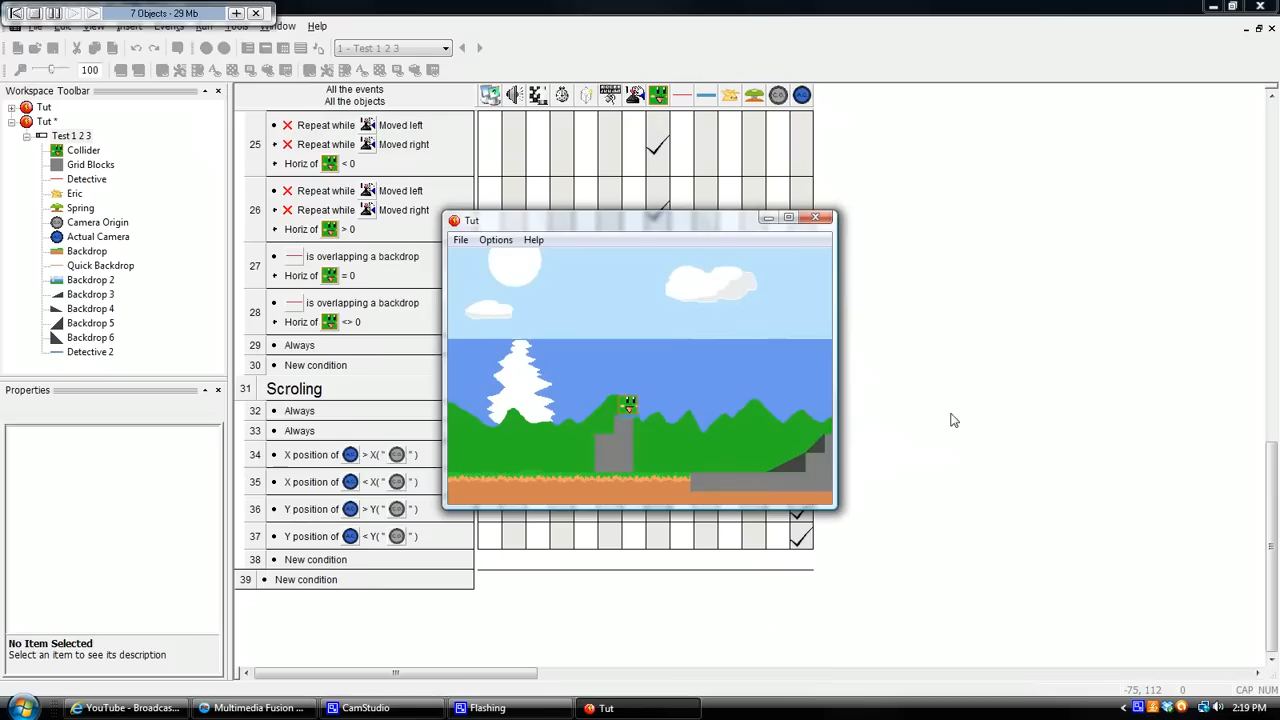 7 Objects - 29 Mb
Window Help
100
1 - Test 1 2 3
Workspace Toolbar
Tut
Tut *
Test 1 2 3
Collider
Grid Blocks
Detective
Eric
Spring
Camera Origin
Actual Camera
Backdrop
Quick Backdrop
Backdrop 2
Backdrop 3
Backdrop 4
Backdrop 5
Backdrop 6
Detective 2
Properties
No Item Selected
Select an item to see its description
All the events
All the objects
25
Repeat while Moved left
Repeat while Moved right
Horiz of < 0
26
Repeat while Moved left
Repeat while Moved right
Horiz of > 0
27
is overlapping a backdrop
Horiz of = 0
28
is overlapping a backdrop
Horiz of <> 0
29 Always
30 New condition
31 Scroling
32 Always
33 Always
34 X position of > X(" ")
35 X position of < X(" ")
36 Y position of > Y(" ")
37 Y position of < Y(" ")
38 New condition
39 New condition
Tut
File Options Help
-75, 112 0 CAP NUM
YouTube - Broadcas...
Multimedia Fusion ...
CamStudio
Flashing
Tut
2:19 PM